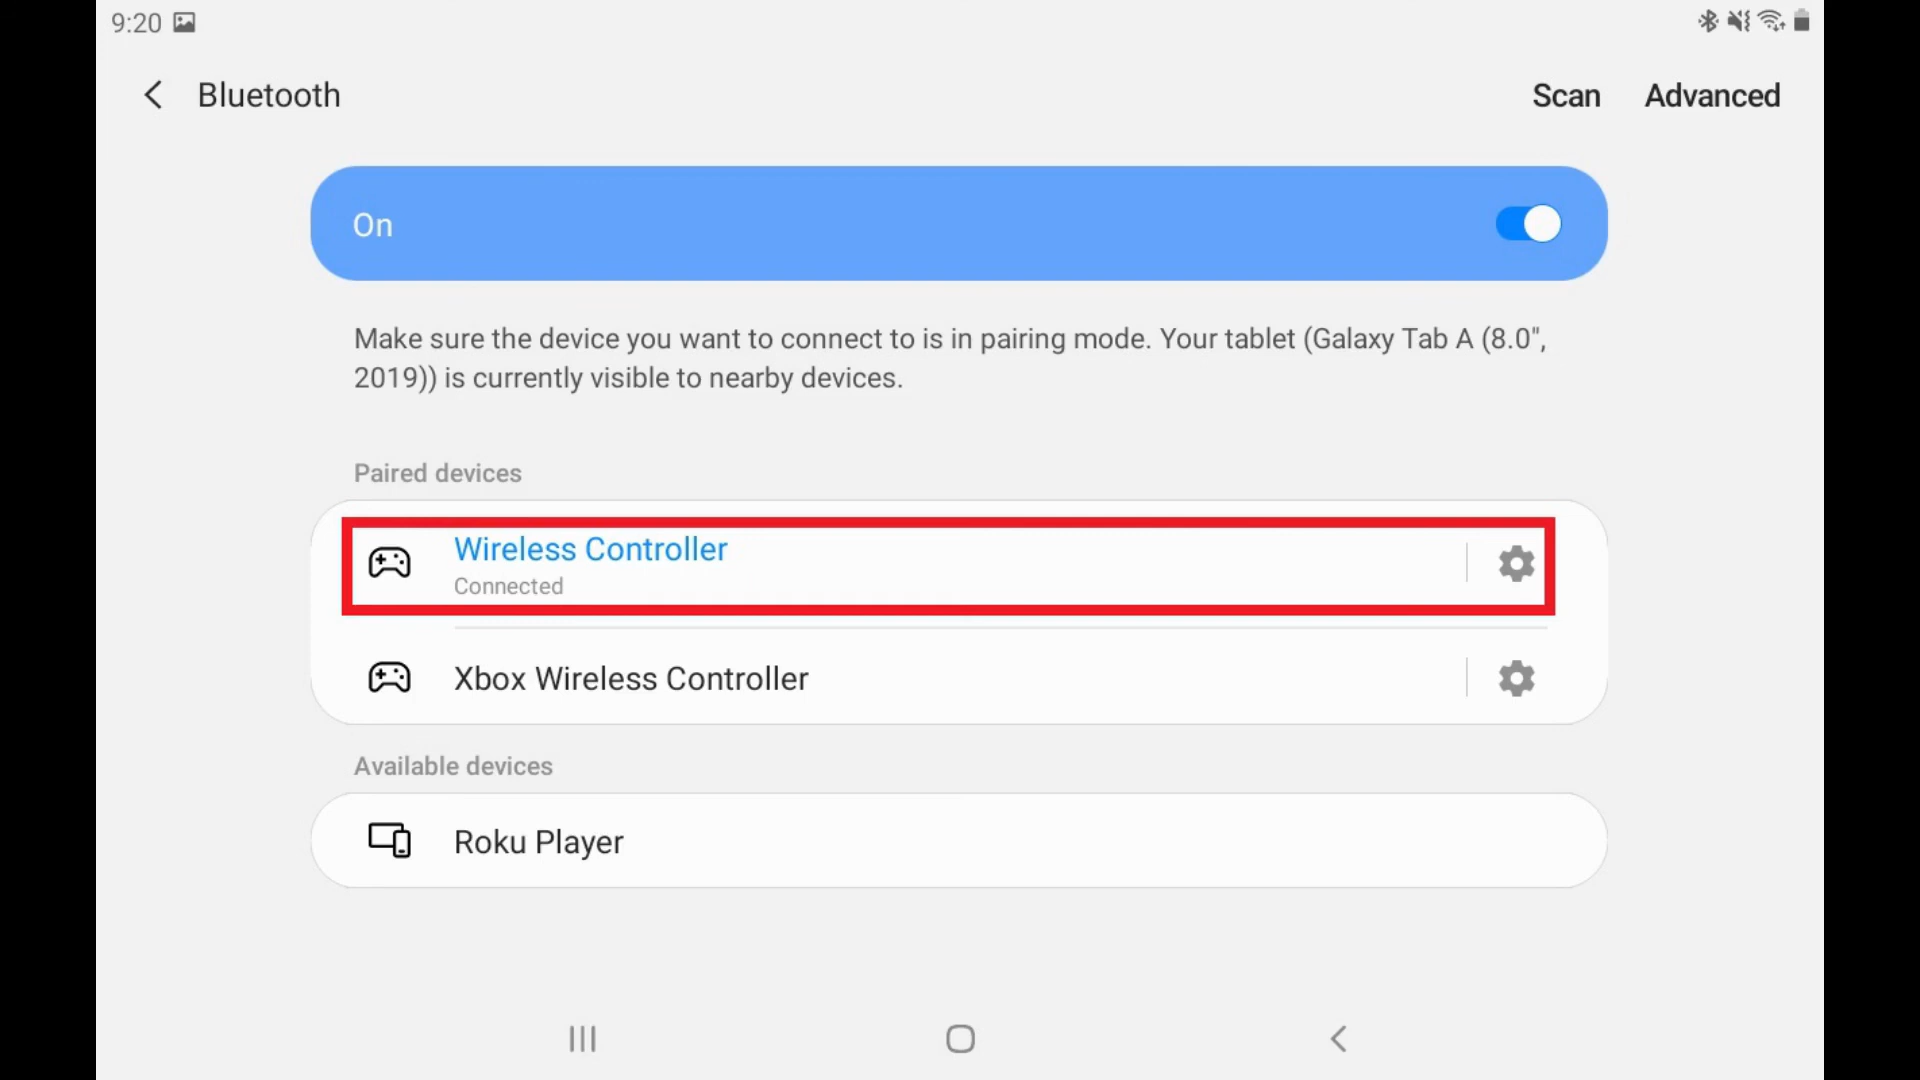 9:20
Bluetooth
Scan
Advanced
On
Make sure the device you want to connect to is in pairing mode. Your tablet (Galaxy Tab A (8.0",
2019)) is currently visible to nearby devices.
Paired devices
Wireless Controller
Connected
Xbox Wireless Controller
Available devices
Roku Player